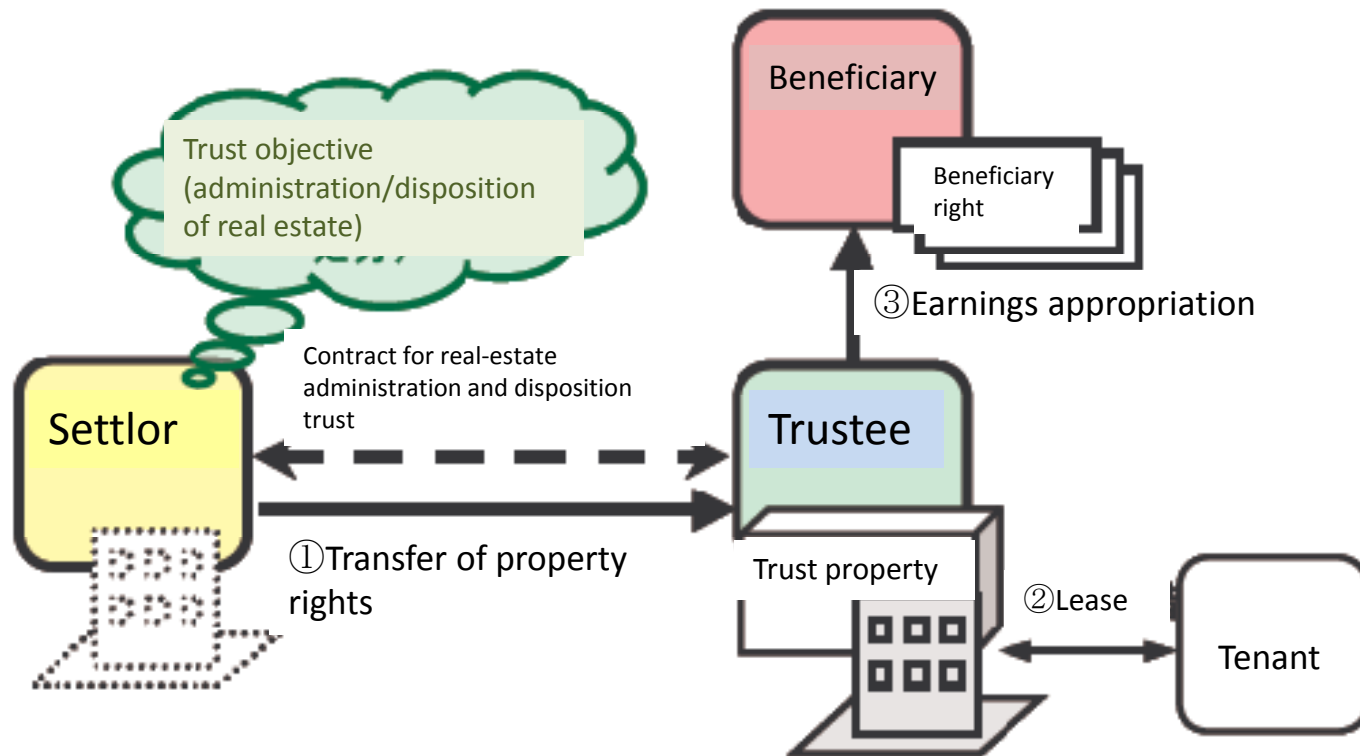 Beneficiary
Trust objective
(administration/disposition
of real estate)
Beneficiary
right
③Earnings appropriation
Contract for real-estate
administration and disposition
trust
Settlor
Trustee
①Transfer of property
rights
Trust property
②Lease
Tenant